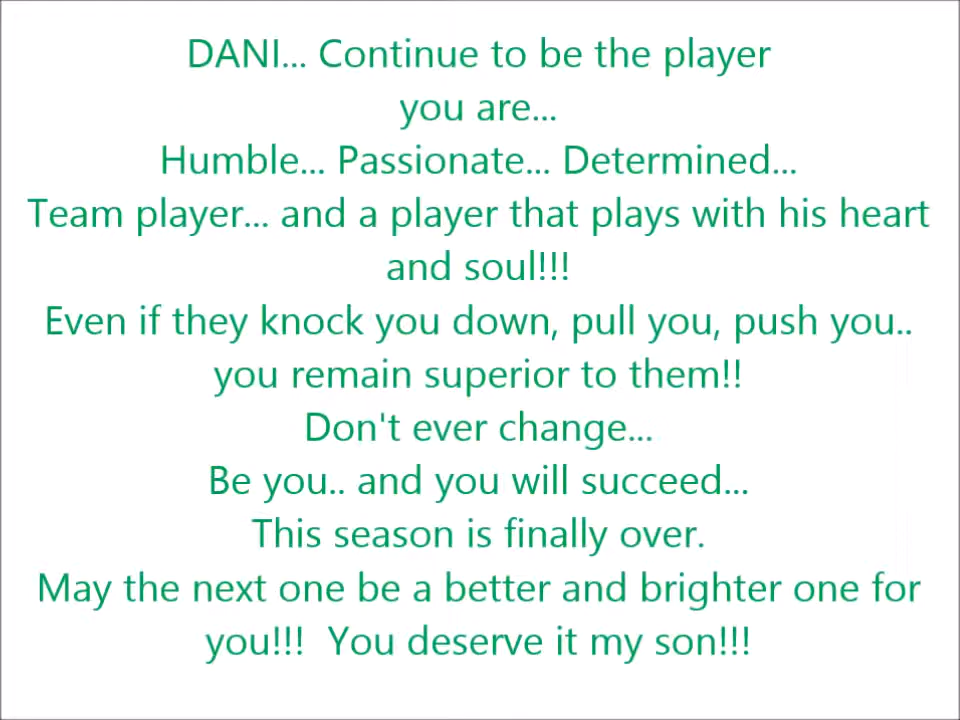 DANI... Continue to be the player
you are...
Humble... Passionate... Determined...
Team player... and a player that plays with his heart
and soul!!!
Even if they knock you down, pull you, push you..
you remain superior to them!!
Don't ever change...
Be you.. and you will succeed...
This season is finally over.
May the next one be a better and brighter one for
you!!!  You deserve it my son!!!